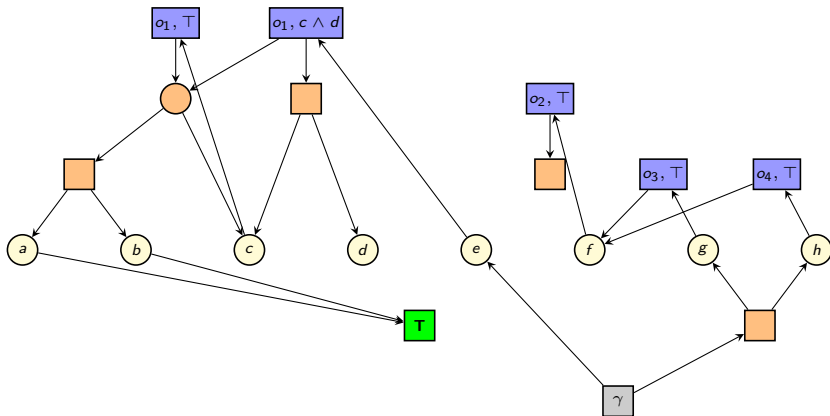 o₁, ⊤
o₁, c ∧ d
o₂, ⊤
o₃, ⊤
o₄, ⊤
a
b
c
d
e
f
g
h
T
γ